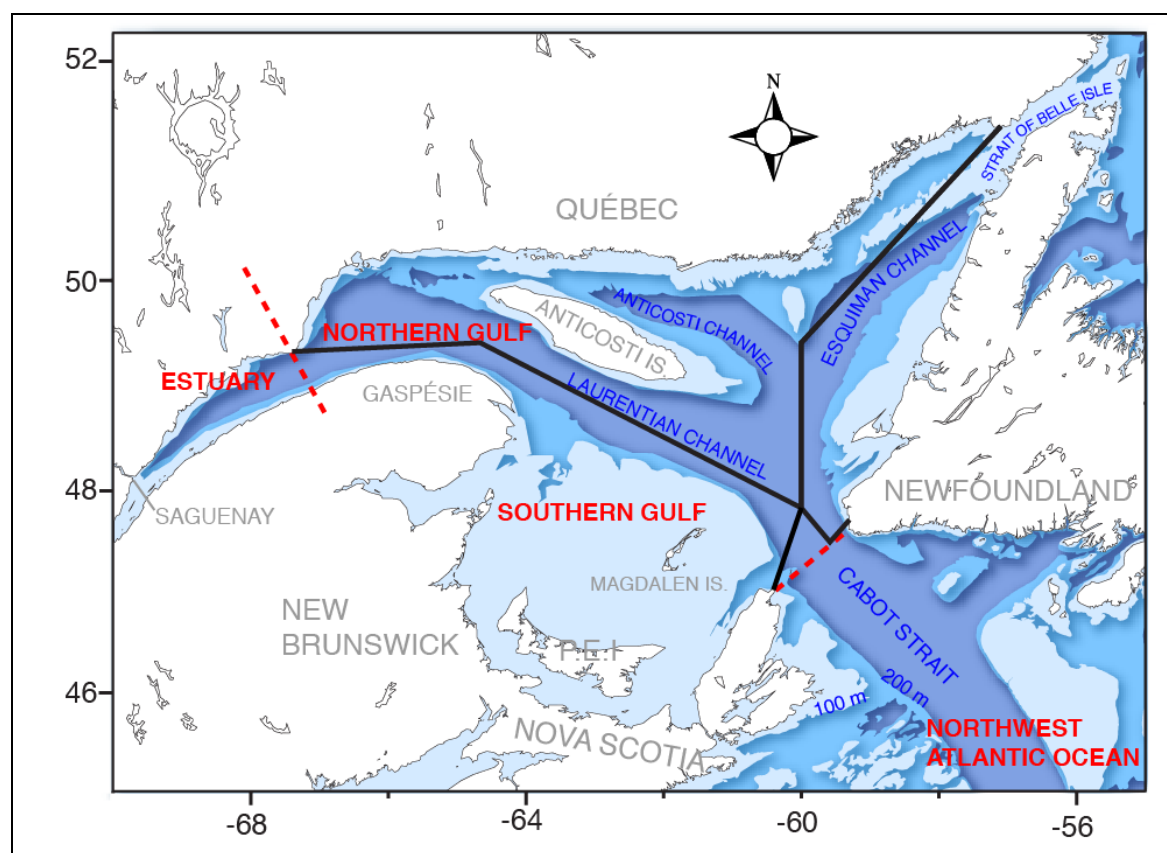 52
N
STRAIT OF BELLE ISLE
QUÉBEC
50
ANTICOSTI CHANNEL
ESQUIMAN CHANNEL
NORTHERN GULF
ANTICOSTI IS.
ESTUARY
GASPÉSIE
LAURENTIAN CHANNEL
48
NEWFOUNDLAND
SAGUENAY
SOUTHERN GULF
MAGDALEN IS.
CABOT STRAIT
NEW
BRUNSWICK
P.E.I
46
100 m
200 m
NOVA SCOTIA
NORTHWEST
ATLANTIC OCEAN
-68
-64
-60
-56